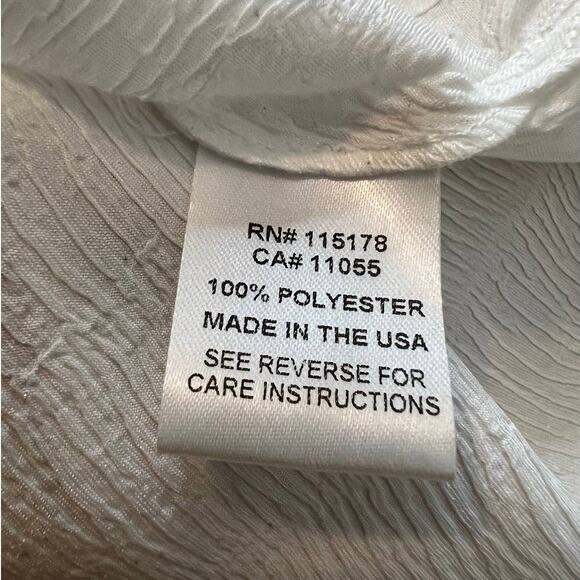 RN# 115178
CA# 11055
100% POLYESTER
MADE IN THE USA
SEE REVERSE FOR
CARE INSTRUCTIONS